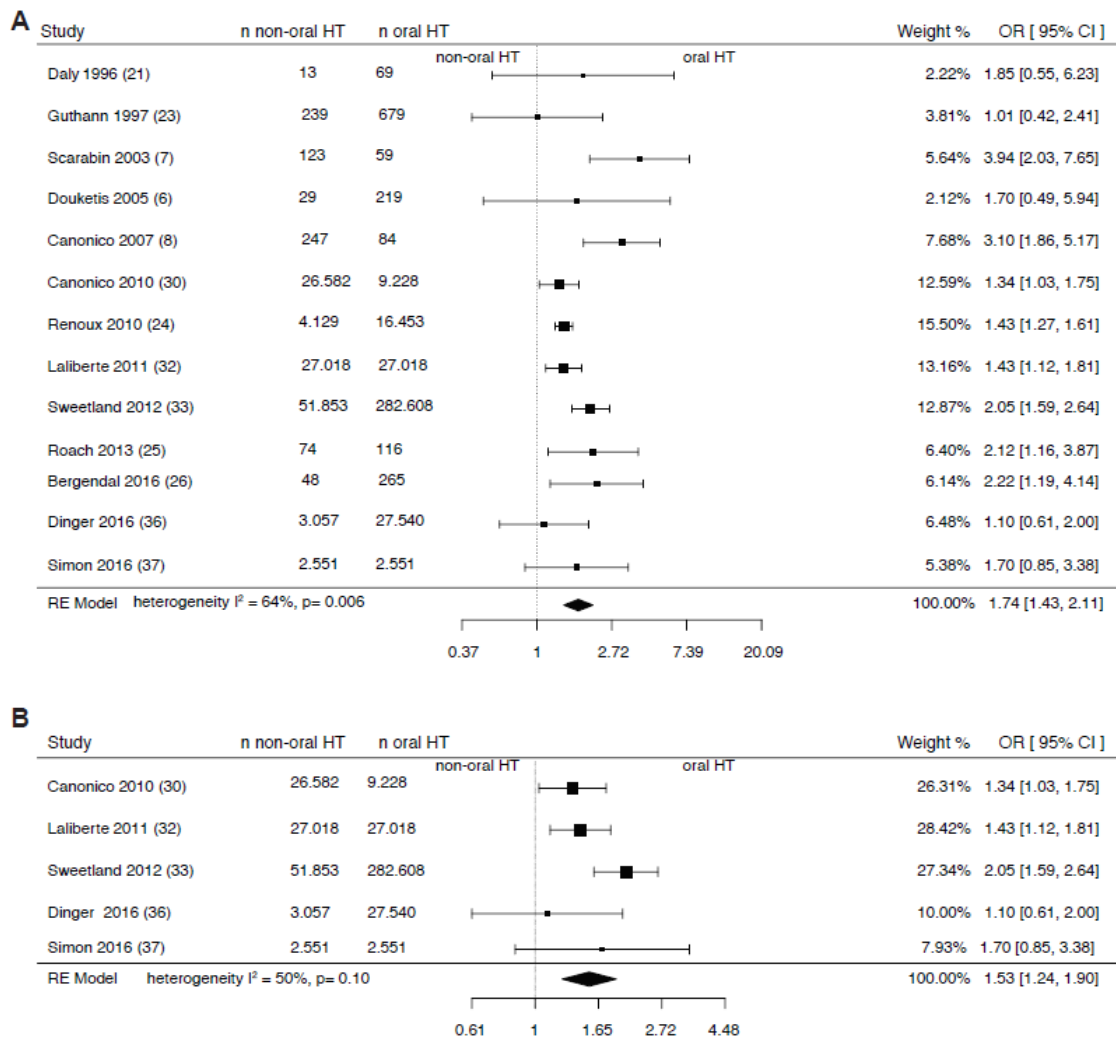 A
Study n non-oral HT n oral HT Weight % OR [ 95% CI ]
non-oral HT oral HT
Daly 1996 (21) 13 69 2.22% 1.85 [0.55, 6.23]
Guthann 1997 (23) 239 679 3.81% 1.01 [0.42, 2.41]
Scarabin 2003 (7) 123 59 5.64% 3.94 [2.03, 7.65]
Douketis 2005 (6) 29 219 2.12% 1.70 [0.49, 5.94]
Canonico 2007 (8) 247 84 7.68% 3.10 [1.86, 5.17]
Canonico 2010 (30) 26.582 9.228 12.59% 1.34 [1.03, 1.75]
Renoux 2010 (24) 4.129 16.453 15.50% 1.43 [1.27, 1.61]
Laliberte 2011 (32) 27.018 27.018 13.16% 1.43 [1.12, 1.81]
Sweetland 2012 (33) 51.853 282.608 12.87% 2.05 [1.59, 2.64]
Roach 2013 (25) 74 116 6.40% 2.12 [1.16, 3.87]
Bergendal 2016 (26) 48 265 6.14% 2.22 [1.19, 4.14]
Dinger 2016 (36) 3.057 27.540 6.48% 1.10 [0.61, 2.00]
Simon 2016 (37) 2.551 2.551 5.38% 1.70 [0.85, 3.38]
RE Model heterogeneity I² = 64%, p= 0.006 100.00% 1.74 [1.43, 2.11]
0.37 1 2.72 7.39 20.09
B
Study n non-oral HT n oral HT Weight % OR [ 95% CI ]
non-oral HT oral HT
Canonico 2010 (30) 26.582 9.228 26.31% 1.34 [1.03, 1.75]
Laliberte 2011 (32) 27.018 27.018 28.42% 1.43 [1.12, 1.81]
Sweetland 2012 (33) 51.853 282.608 27.34% 2.05 [1.59, 2.64]
Dinger 2016 (36) 3.057 27.540 10.00% 1.10 [0.61, 2.00]
Simon 2016 (37) 2.551 2.551 7.93% 1.70 [0.85, 3.38]
RE Model heterogeneity I² = 50%, p= 0.10 100.00% 1.53 [1.24, 1.90]
0.61 1 1.65 2.72 4.48